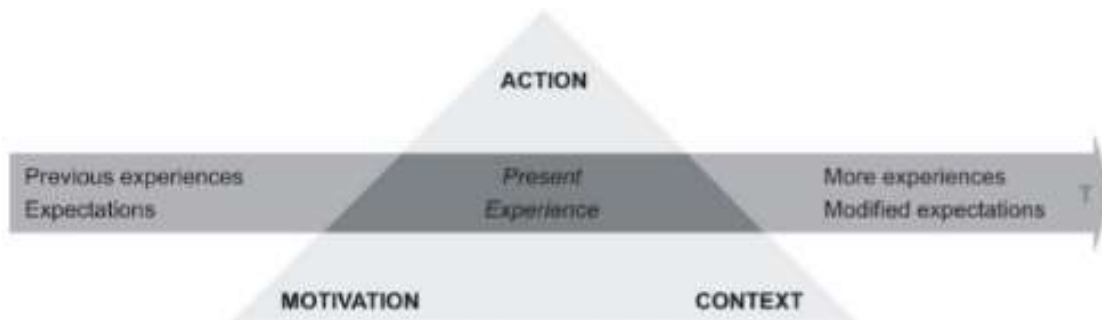 ACTION
Previous experiences
Expectations
Present
Experience
More experiences
Modified expectations
T
MOTIVATION
CONTEXT